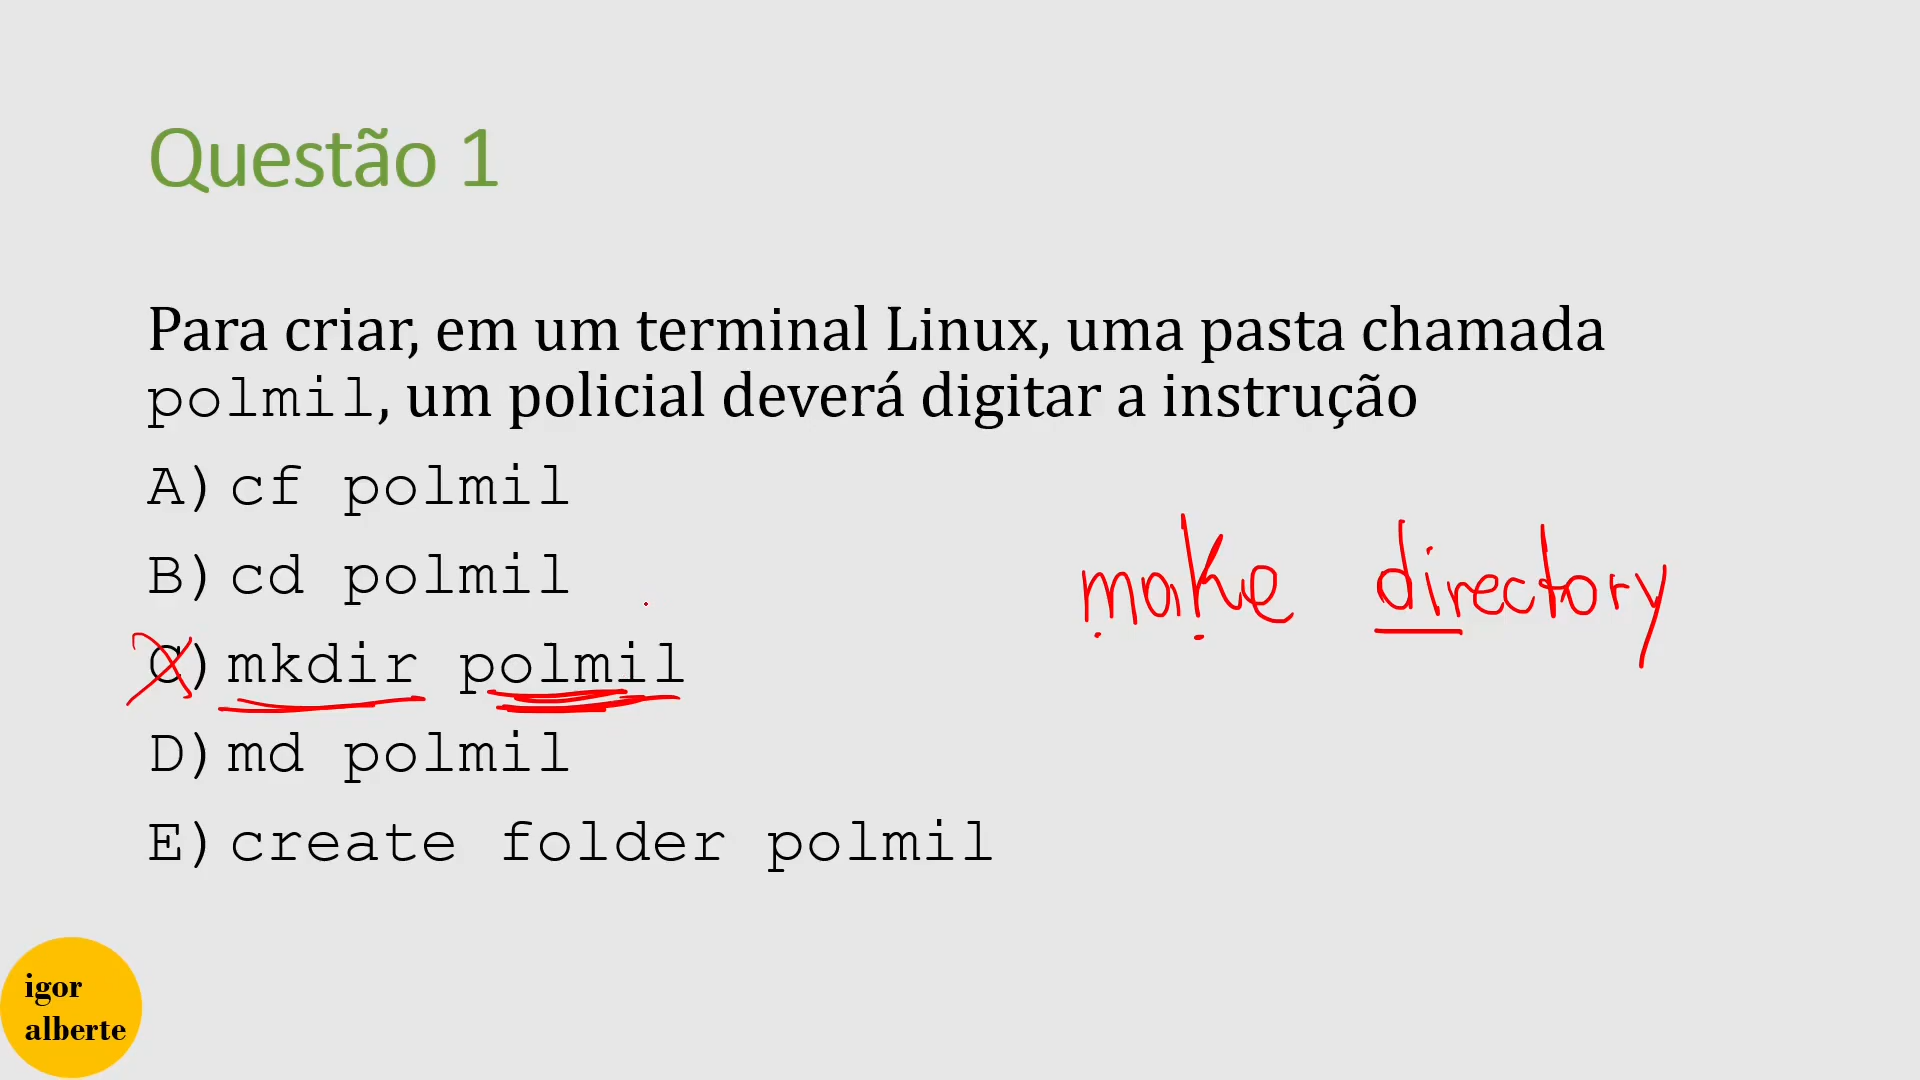 Questão 1
Para criar, em um terminal Linux, uma pasta chamada
polmil, um policial deverá digitar a instrução
A) cf polmil
B) cd polmil
C) mkdir polmil
D) md polmil
E) create folder polmil
make directory
igor
alberte